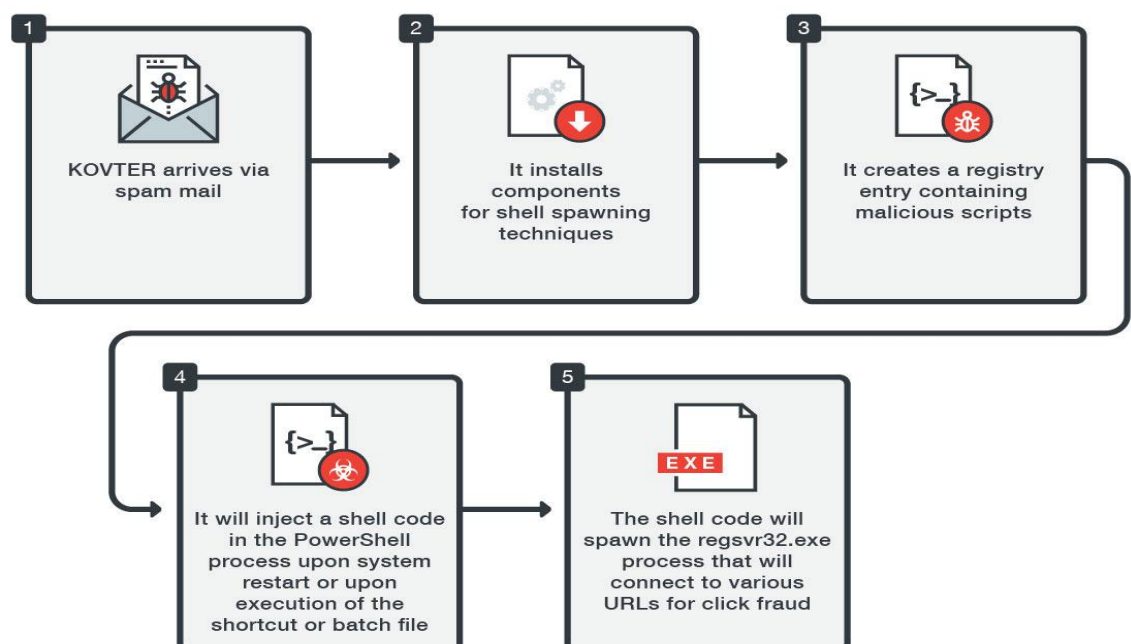 1
KOVTER arrives via
spam mail
2
It installs
components
for shell spawning
techniques
3
{>_}
It creates a registry
entry containing
malicious scripts
4
{>_}
It will inject a shell code
in the PowerShell
process upon system
restart or upon
execution of the
shortcut or batch file
5
EXE
The shell code will
spawn the regsvr32.exe
process that will
connect to various
URLs for click fraud